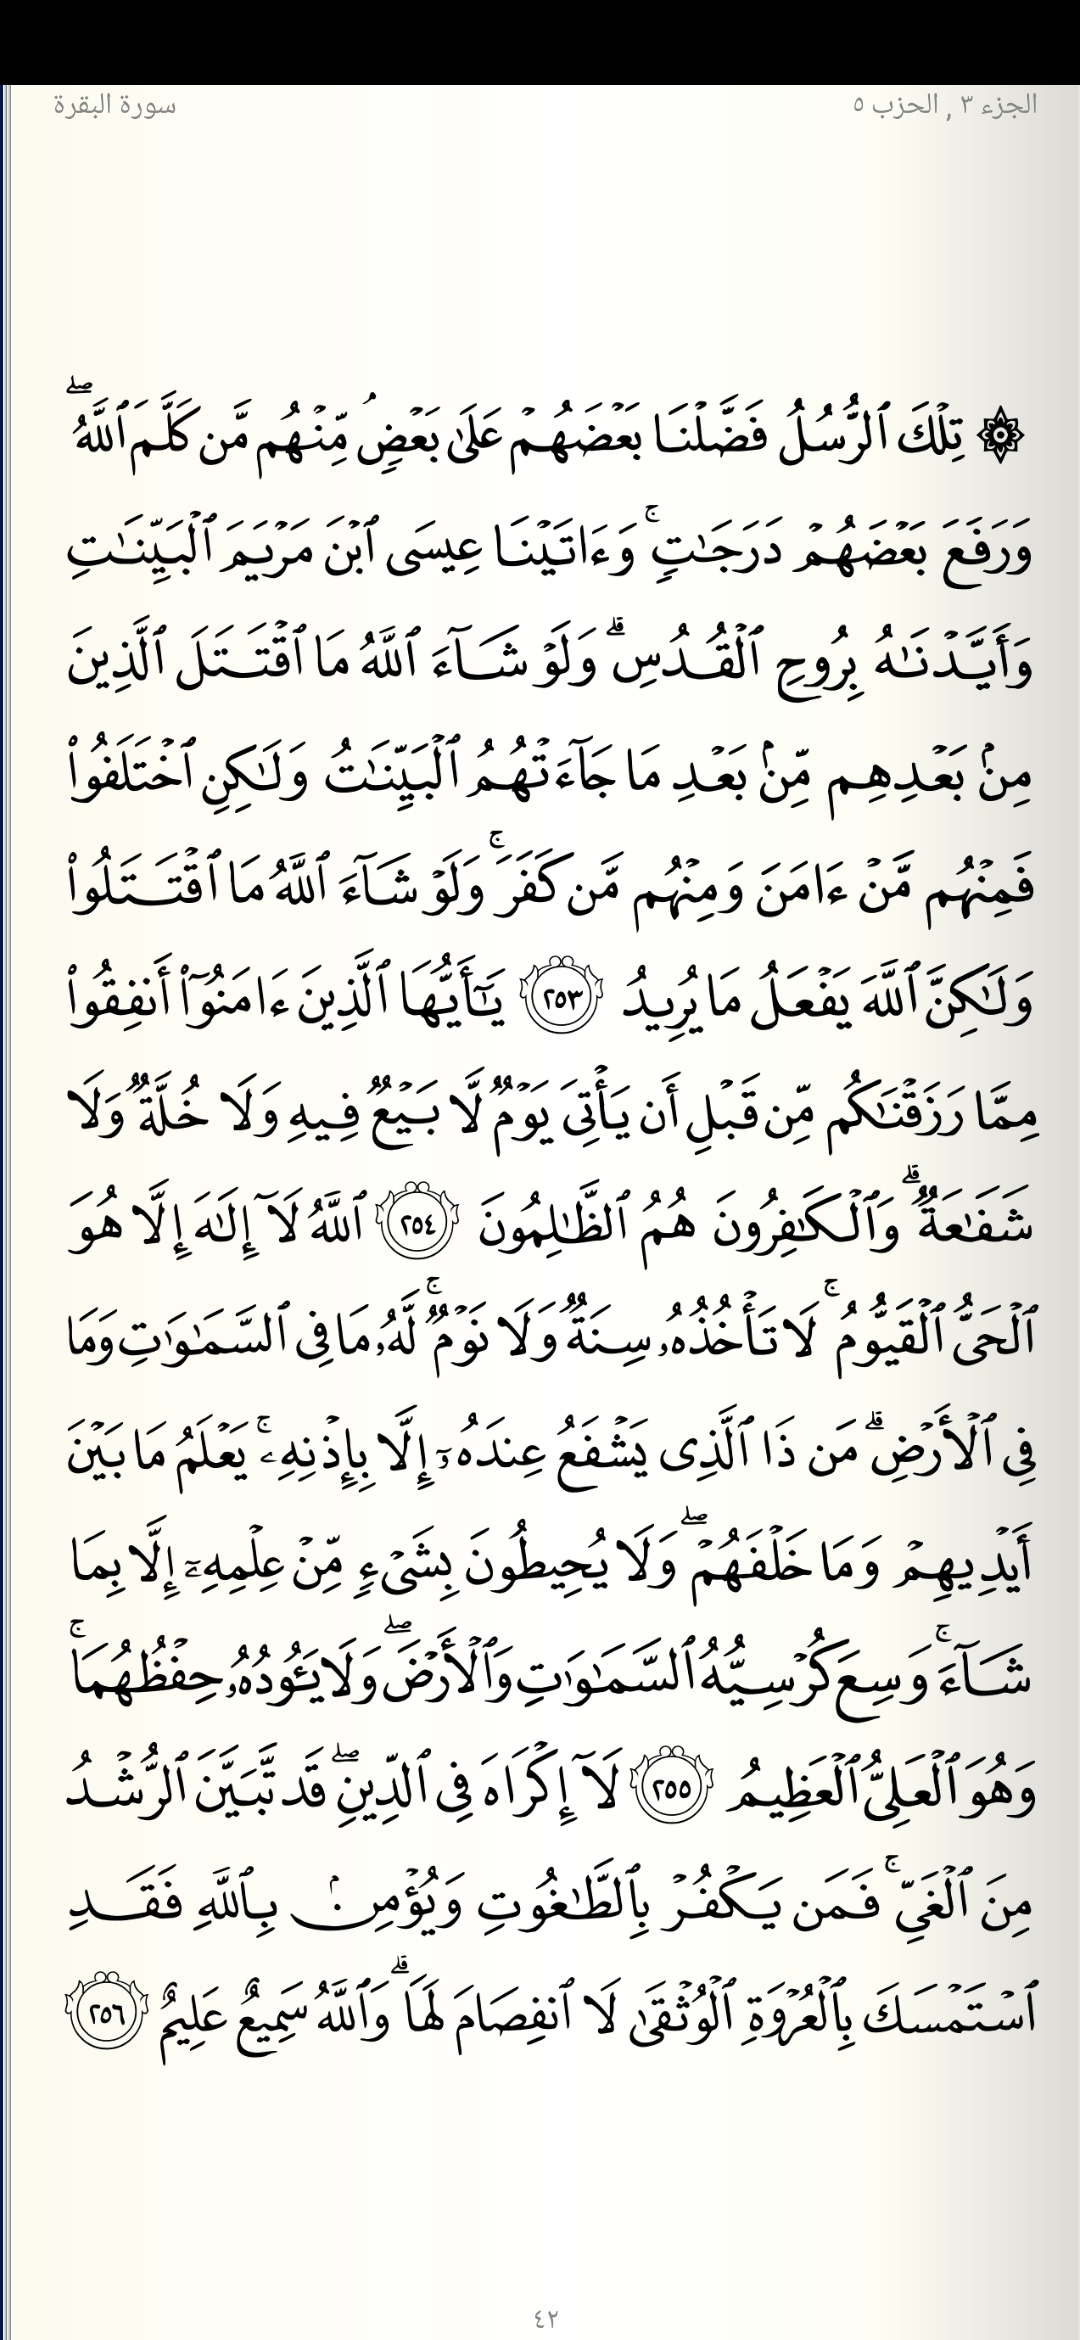 الجزء ٣ , الحزب ٥
سورة البقرة
۞ تِلْكَ ٱلرُّسُلُ فَضَّلْنَا بَعْضَهُمْ عَلَىٰ بَعْضٍۘ مِّنْهُم مَّن كَلَّمَ ٱللَّهُۖ
وَرَفَعَ بَعْضَهُمْ دَرَجَـٰتٍۚ وَءَاتَيْنَا عِيسَى ٱبْنَ مَرْيَمَ ٱلْبَيِّنَـٰتِ
وَأَيَّدْنَـٰهُ بِرُوحِ ٱلْقُدُسِۗ وَلَوْ شَآءَ ٱللَّهُ مَا ٱقْتَتَلَ ٱلَّذِينَ
مِنۢ بَعْدِهِم مِّنۢ بَعْدِ مَا جَآءَتْهُمُ ٱلْبَيِّنَـٰتُ وَلَـٰكِنِ ٱخْتَلَفُوا۟
فَمِنْهُم مَّنْ ءَامَنَ وَمِنْهُم مَّن كَفَرَۚ وَلَوْ شَآءَ ٱللَّهُ مَا ٱقْتَتَلُوا۟
وَلَـٰكِنَّ ٱللَّهَ يَفْعَلُ مَا يُرِيدُ ٢٥٣ يَـٰٓأَيُّهَا ٱلَّذِينَ ءَامَنُوٓا۟ أَنفِقُوا۟
مِمَّا رَزَقْنَـٰكُم مِّن قَبْلِ أَن يَأْتِىَ يَوْمٌ لَّا بَيْعٌ فِيهِ وَلَا خُلَّةٌ وَلَا
شَفَـٰعَةٌۗ وَٱلْكَـٰفِرُونَ هُمُ ٱلظَّـٰلِمُونَ ٢٥٤ ٱللَّهُ لَآ إِلَـٰهَ إِلَّا هُوَ
ٱلْحَىُّ ٱلْقَيُّومُۚ لَا تَأْخُذُهُۥ سِنَةٌ وَلَا نَوْمٌۚ لَّهُۥ مَا فِى ٱلسَّمَـٰوَٰتِ وَمَا
فِى ٱلْأَرْضِۗ مَن ذَا ٱلَّذِى يَشْفَعُ عِندَهُۥٓ إِلَّا بِإِذْنِهِۦۚ يَعْلَمُ مَا بَيْنَ
أَيْدِيهِمْ وَمَا خَلْفَهُمْۖ وَلَا يُحِيطُونَ بِشَىْءٍ مِّنْ عِلْمِهِۦٓ إِلَّا بِمَا
شَآءَۚ وَسِعَ كُرْسِيُّهُ ٱلسَّمَـٰوَٰتِ وَٱلْأَرْضَۖ وَلَا يَـُٔودُهُۥ حِفْظُهُمَاۚ
وَهُوَ ٱلْعَلِىُّ ٱلْعَظِيمُ ٢٥٥ لَآ إِكْرَاهَ فِى ٱلدِّينِۖ قَد تَّبَيَّنَ ٱلرُّشْدُ
مِنَ ٱلْغَىِّۚ فَمَن يَكْفُرْ بِٱلطَّـٰغُوتِ وَيُؤْمِنۢ بِٱللَّهِ فَقَدِ
ٱسْتَمْسَكَ بِٱلْعُرْوَةِ ٱلْوُثْقَىٰ لَا ٱنفِصَامَ لَهَاۗ وَٱللَّهُ سَمِيعٌ عَلِيمٌ ٢٥٦
٤٢